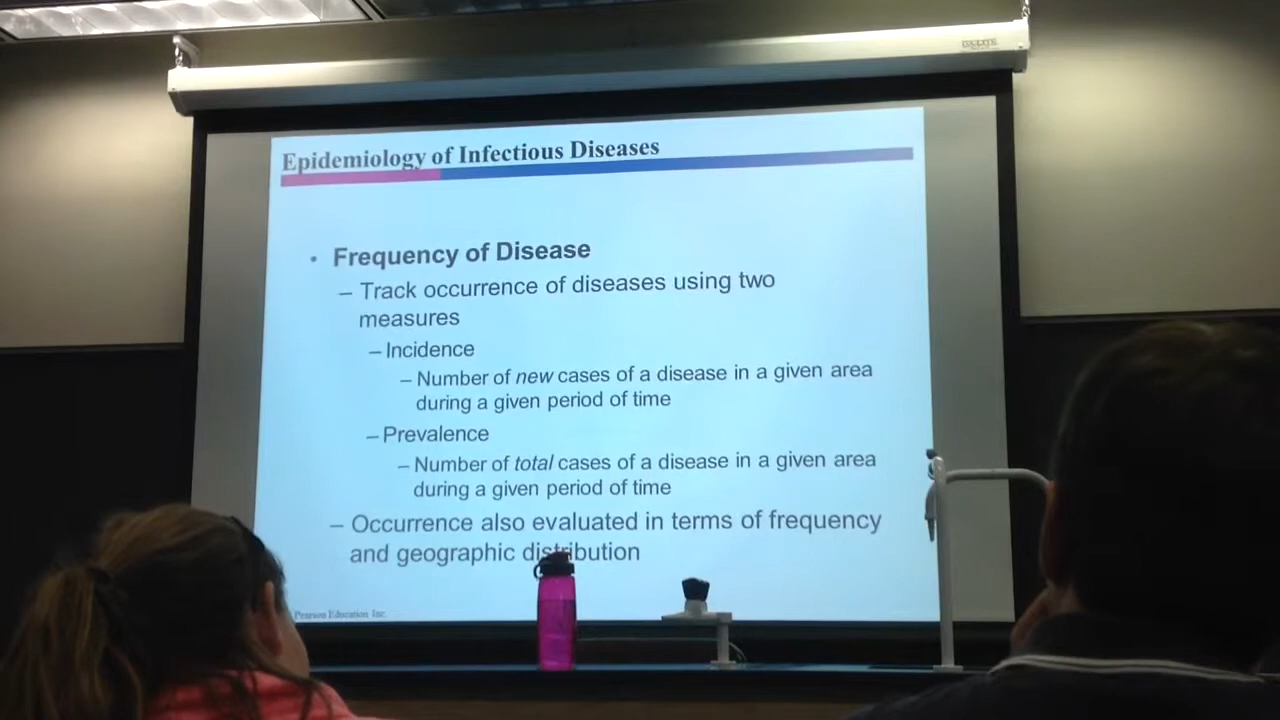 Epidemiology of Infectious Diseases
• Frequency of Disease
– Track occurrence of diseases using two
measures
– Incidence
– Number of new cases of a disease in a given area
during a given period of time
– Prevalence
– Number of total cases of a disease in a given area
during a given period of time
– Occurrence also evaluated in terms of frequency
and geographic distribution
Pearson Education Inc.